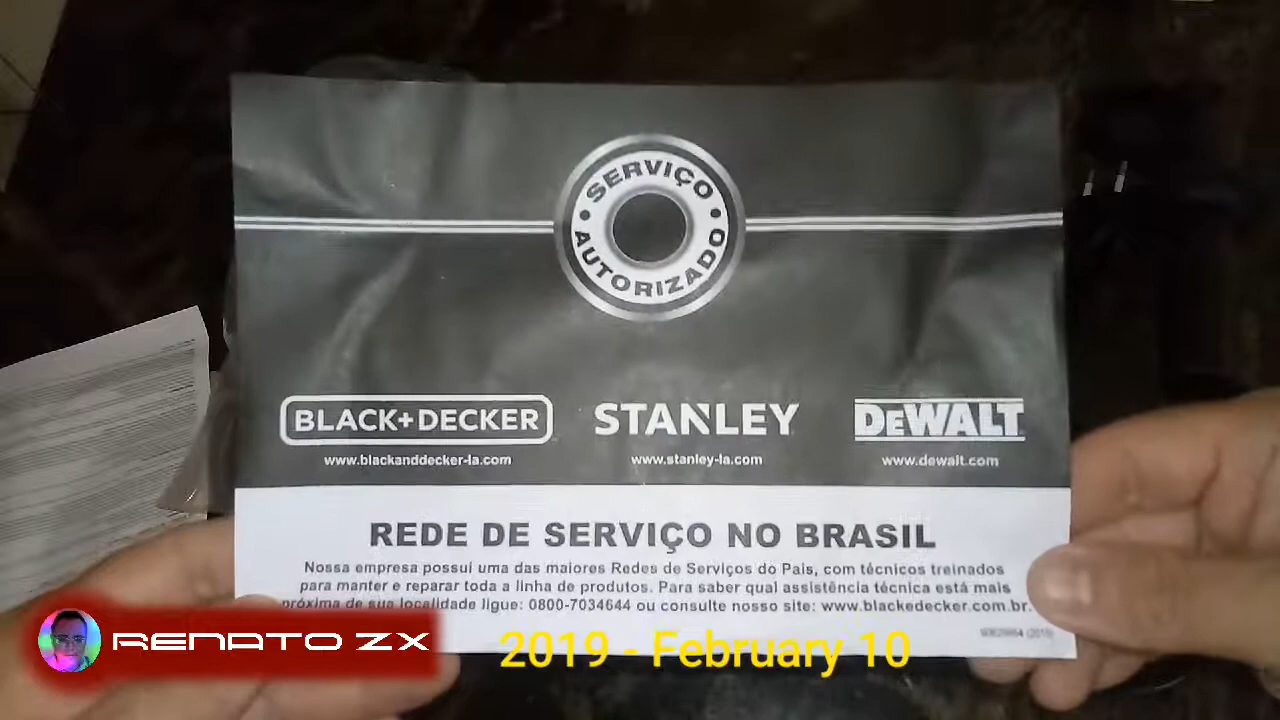 SERVIÇO
AUTORIZADO
BLACK+DECKER
STANLEY
DEWALT
www.blackanddecker-la.com
www.stanley-la.com
www.dewalt.com
REDE DE SERVIÇO NO BRASIL
Nossa empresa possui uma das maiores Redes de Serviços do País, com técnicos treinados
para manter e reparar toda a linha de produtos. Para saber qual assistência técnica está mais
próxima de sua localidade ligue: 0800-7034644 ou consulte nosso site: www.blackedecker.com.br.
RENATO ZX
2019 - February 10